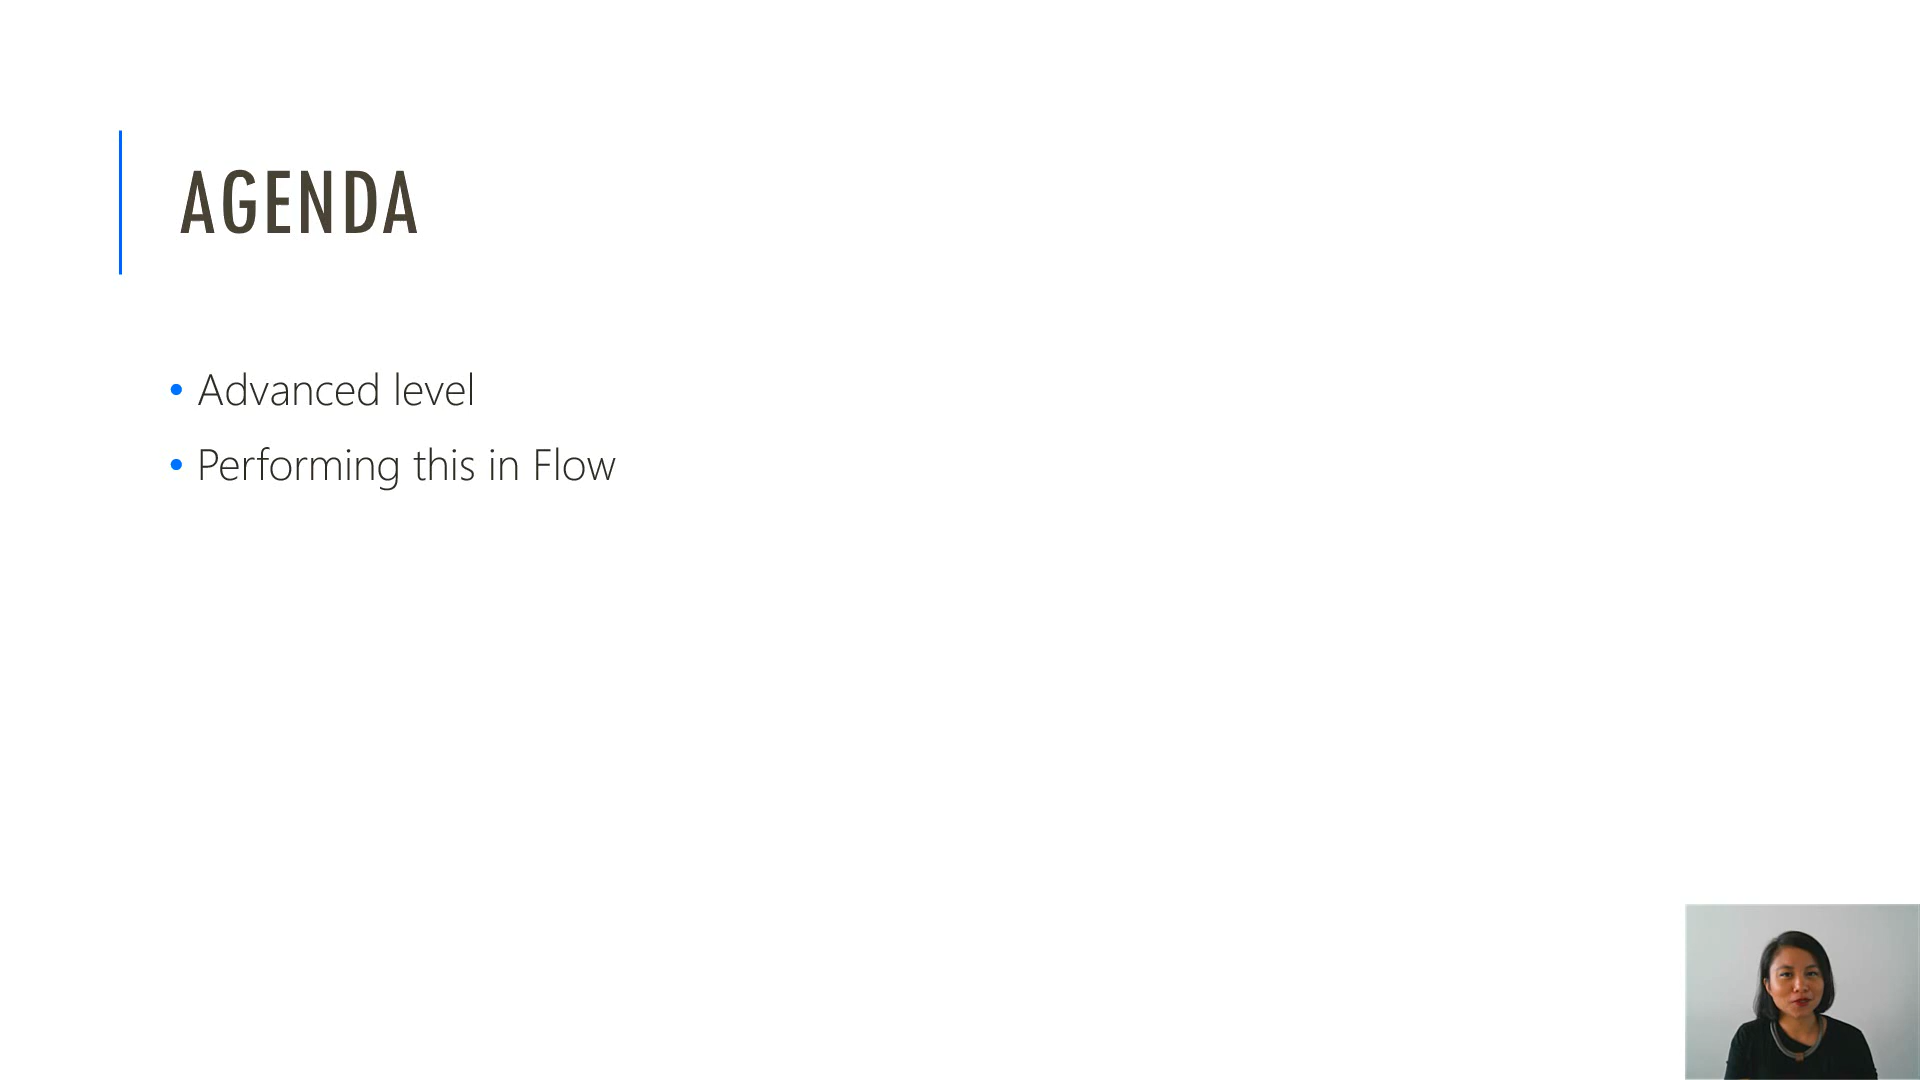 AGENDA
• Advanced level
• Performing this in Flow